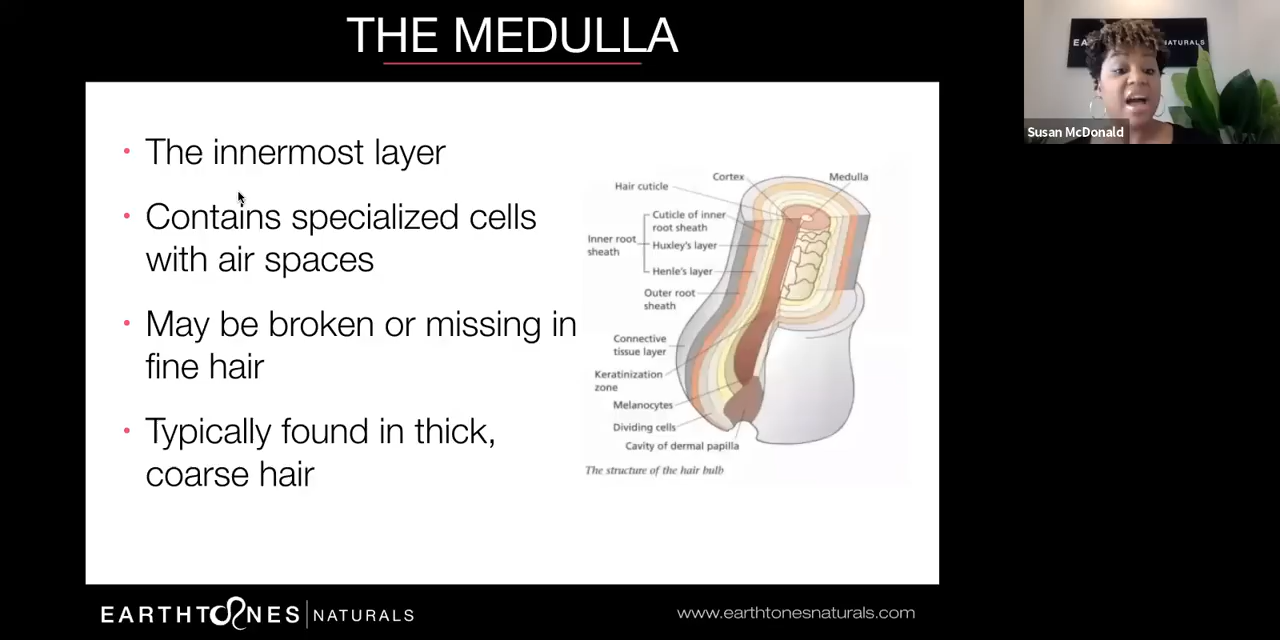 THE MEDULLA
EA
NATURALS
Susan McDonald
• The innermost layer
• Contains specialized cells
with air spaces
• May be broken or missing in
fine hair
• Typically found in thick,
coarse hair
Cortex
Medulla
Hair cuticle
Cuticle of inner
root sheath
Inner root
sheath
Huxley's layer
Henle's layer
Outer root
sheath
Connective
tissue layer
Keratinization
zone
Melanocytes
Dividing cells
Cavity of dermal papilla
The structure of the hair bulb
EARTHTONES NATURALS
www.earthtonesnaturals.com